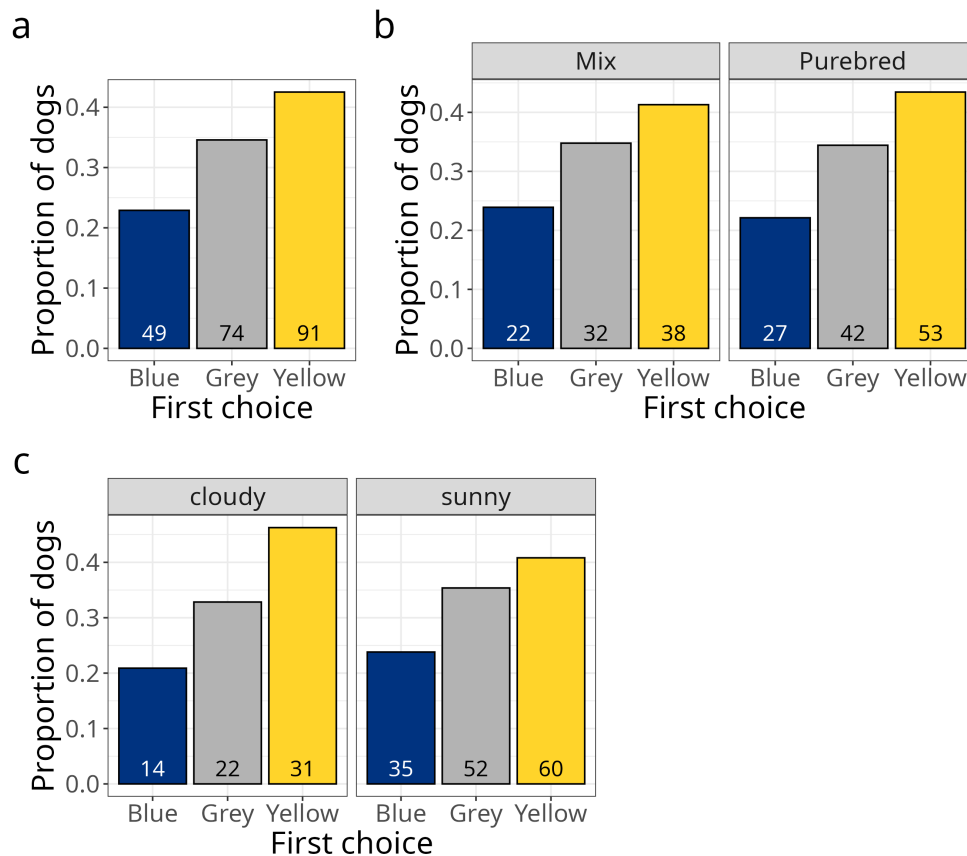 a
Proportion of dogs
0.4
0.3
0.2
0.1
0.0
49 74 91
Blue Grey Yellow
First choice
b
Mix Purebred
Proportion of dogs
0.4
0.3
0.2
0.1
0.0
22 32 38 27 42 53
Blue Grey Yellow Blue Grey Yellow
First choice
c
cloudy sunny
Proportion of dogs
0.4
0.3
0.2
0.1
0.0
14 22 31 35 52 60
Blue Grey Yellow Blue Grey Yellow
First choice